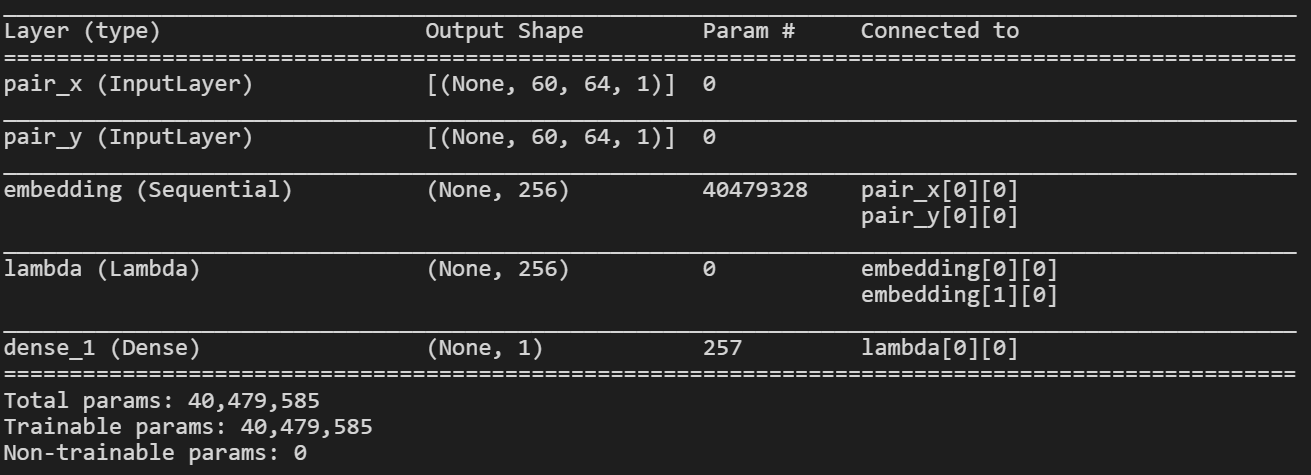 Layer (type) Output Shape Param # Connected to
pair_x (InputLayer) [(None, 60, 64, 1)] 0
pair_y (InputLayer) [(None, 60, 64, 1)] 0
embedding (Sequential) (None, 256) 40479328 pair_x[0][0]
pair_y[0][0]
lambda (Lambda) (None, 256) 0 embedding[0][0]
embedding[1][0]
dense_1 (Dense) (None, 1) 257 lambda[0][0]
Total params: 40,479,585
Trainable params: 40,479,585
Non-trainable params: 0